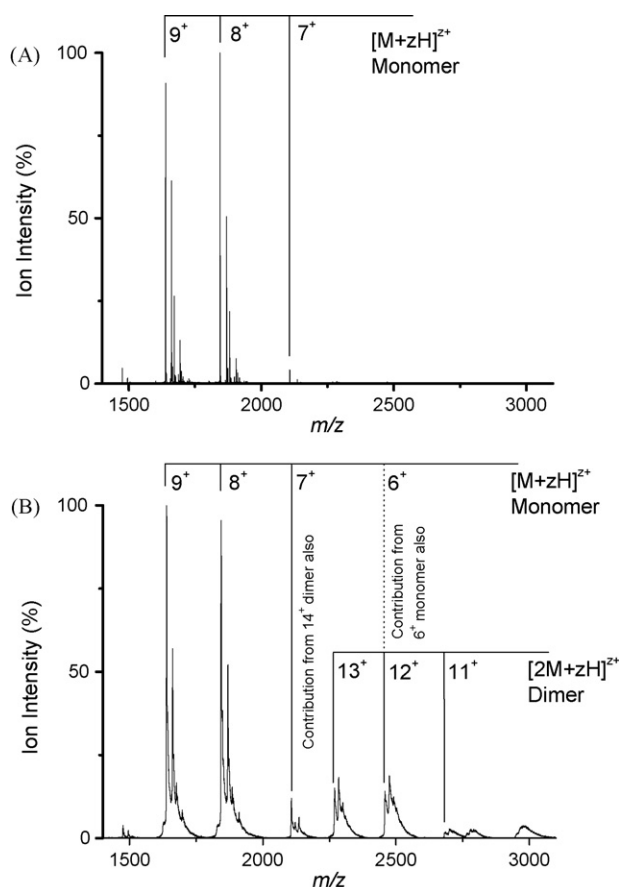 9+ 8+ 7+ [M+zH]z+
(A) Monomer
100
50
0
Ion Intensity (%)
1500 2000 2500 3000
m/z
9+ 8+ 7+ 6+ [M+zH]z+
(B) Monomer
100
50
0
Ion Intensity (%)
Contribution from 14+ dimer also
Contribution from
6+ monomer also
13+ 12+ 11+ [2M+zH]z+
Dimer
1500 2000 2500 3000
m/z